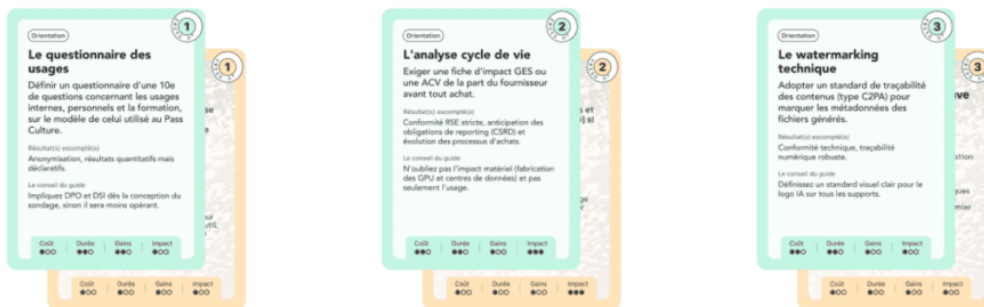 1
Orientation
Le questionnaire des
usages
Définir un questionnaire d'une 10e
de questions concernant les usages
internes, personnels et la formation,
sur le modèle de celui utilisé au Pass
Culture.
Résultat(s) escompté(s)
Anonymisation, résultats quantitatifs mais
déclaratifs.
Le conseil du guide
Impliquez DPO et DSI dès la conception du
sondage, sinon il sera moins opérant.
Coût Durée Gains Impact
1
Coût Durée Gains Impact
2
Orientation
L'analyse cycle de vie
Exiger une fiche d'impact GES ou
une ACV de la part du fournisseur
avant tout achat.
Résultat(s) escompté(s)
Conformité RSE stricte, anticipation des
obligations de reporting (CSRD) et
évolution des processus d'achats.
Le conseil du guide
N'oubliez pas l'impact matériel (fabrication
des GPU et centres de données) et pas
seulement l'usage.
Coût Durée Gains Impact
2
Coût Durée Gains Impact
3
Orientation
Le watermarking
technique
Adopter un standard de traçabilité
des contenus (type C2PA) pour
marquer les métadonnées des
fichiers générés.
Résultat(s) escompté(s)
Conformité technique, traçabilité
numérique robuste.
Le conseil du guide
Définissez un standard visuel clair pour le
logo IA sur tous les supports.
Coût Durée Gains Impact
3
Coût Durée Gains Impact